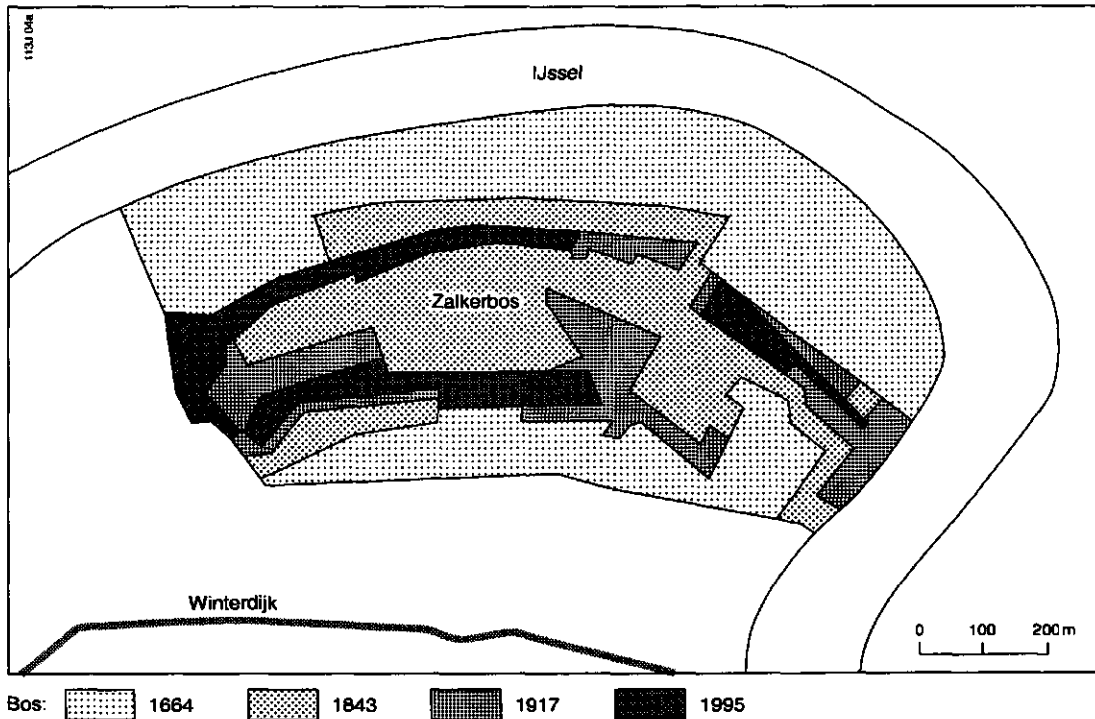 113J 04a
IJssel
Zalkerbos
Winterdijk
0 100 200 m
Bos: 1664 1843 1917 1995